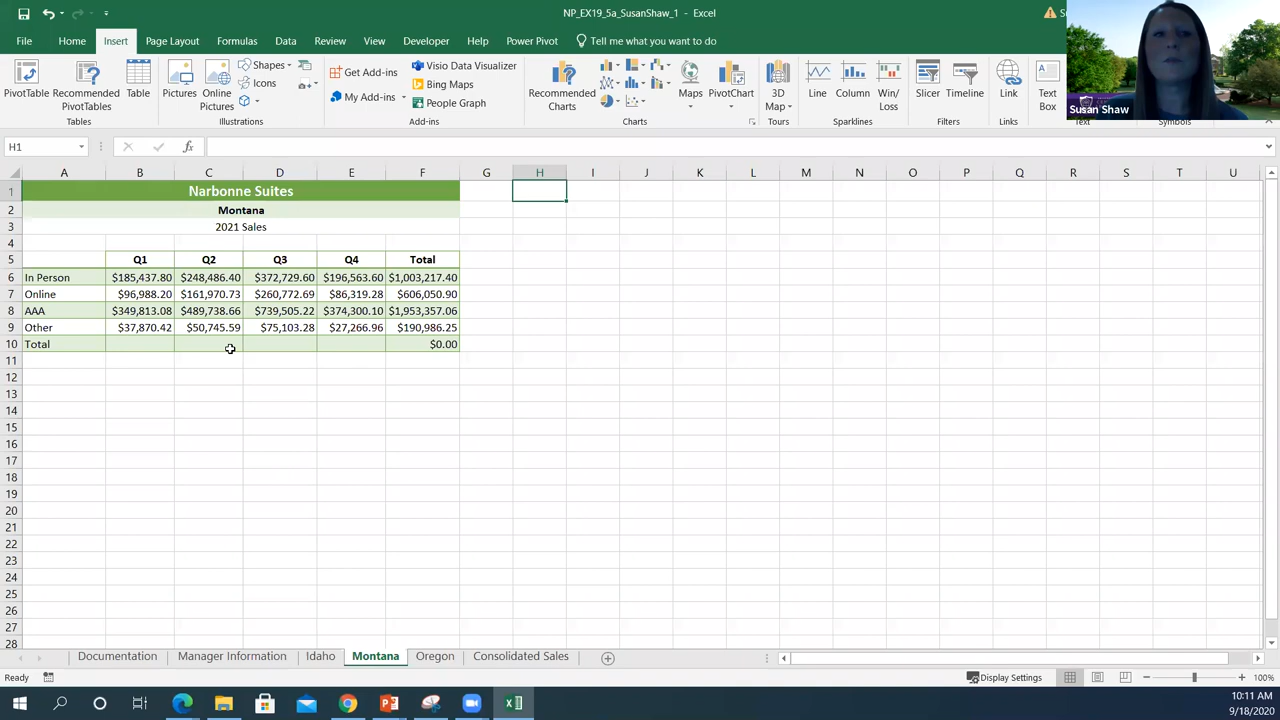 NP_EX19_5a_SusanShaw_1 - Excel
File Home Insert Page Layout Formulas Data Review View Developer Help Power Pivot Tell me what you want to do
PivotTable Recommended PivotTables Table
Tables
Pictures Online Pictures Shapes Icons
Illustrations
Get Add-ins My Add-ins Visio Data Visualizer Bing Maps People Graph
Add-ins
Recommended Charts Maps PivotChart
Charts
3D Map
Tours
Line Column Win/Loss
Sparklines
Slicer Timeline
Filters
Link
Links
Text Box
Text
Symbols
Susan Shaw
H1 fx
A B C D E F G H I J K L M N O P Q R S T U
1 Narbonne Suites
2 Montana
3 2021 Sales
4
5 Q1 Q2 Q3 Q4 Total
6 In Person $185,437.80 $248,486.40 $372,729.60 $196,563.60 $1,003,217.40
7 Online $96,988.20 $161,970.73 $260,772.69 $86,319.28 $606,050.90
8 AAA $349,813.08 $489,738.66 $739,505.22 $374,300.10 $1,953,357.06
9 Other $37,870.42 $50,745.59 $75,103.28 $27,266.96 $190,986.25
10 Total $0.00
11
12
13
14
15
16
17
18
19
20
21
22
23
24
25
26
27
28
Documentation Manager Information Idaho Montana Oregon Consolidated Sales
Ready Display Settings 100%
10:11 AM
9/18/2020